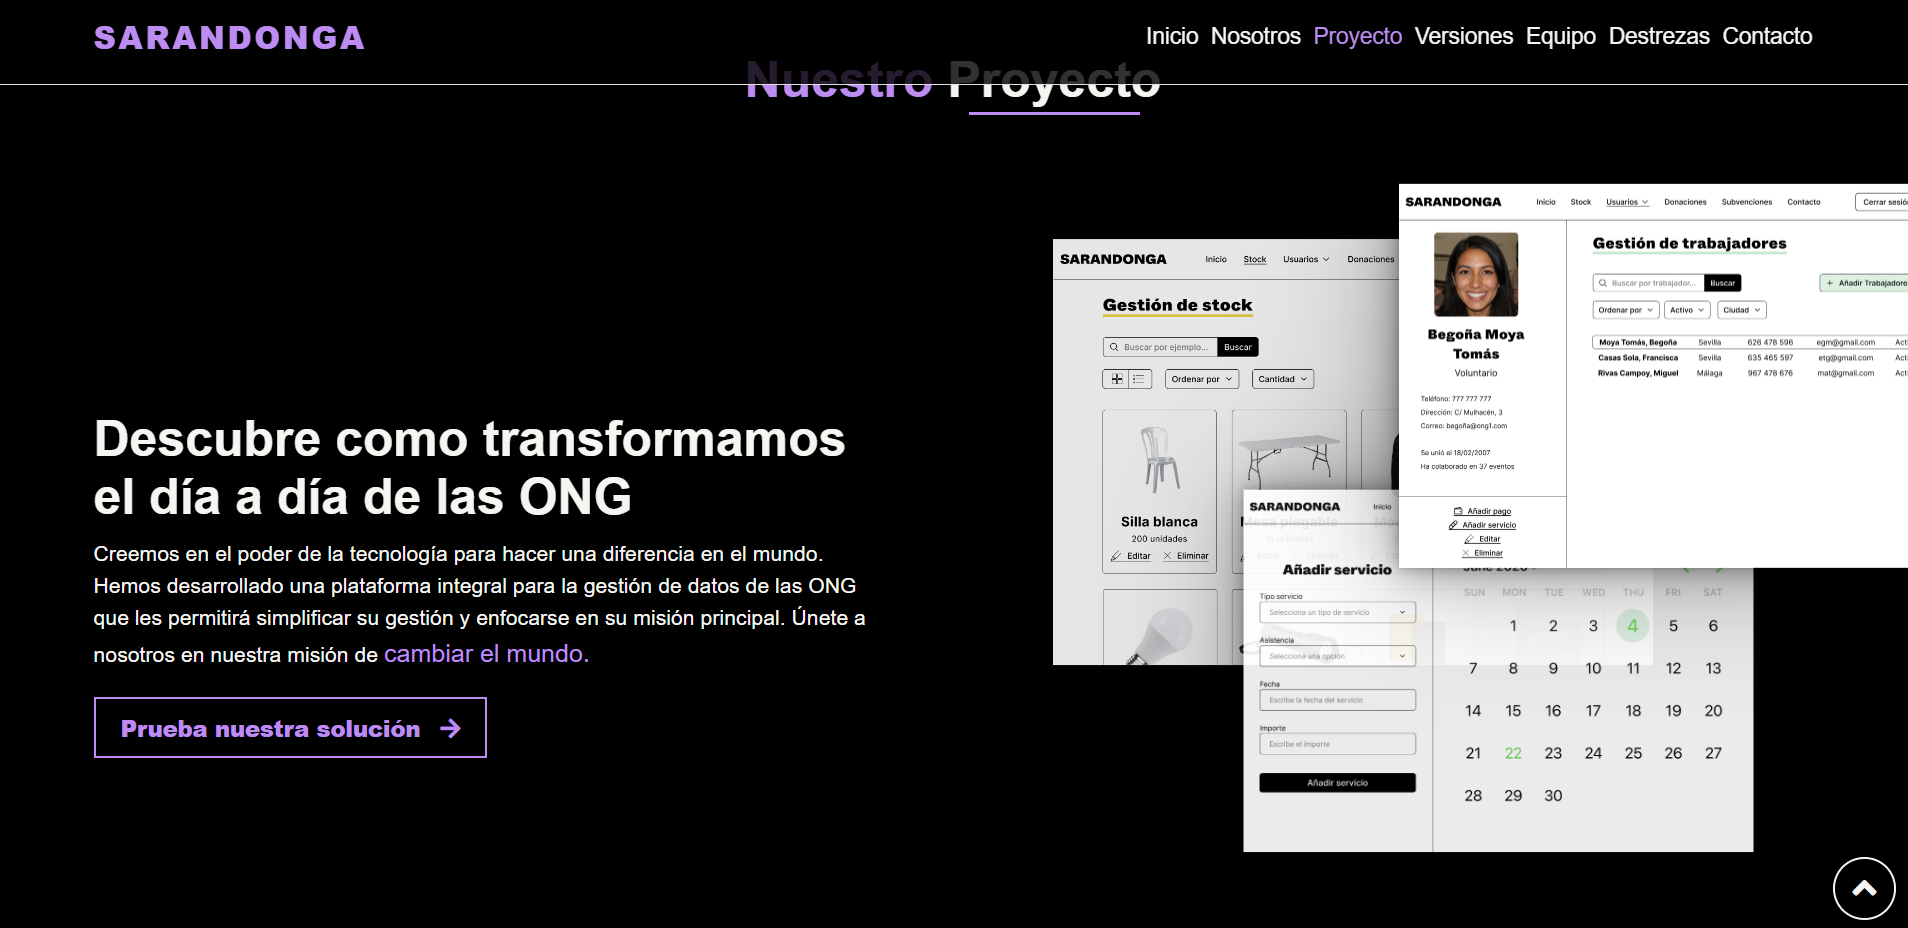 SARANDONGA
Inicio Nosotros Proyecto Versiones Equipo Destrezas Contacto
Nuestro Proyecto
Descubre como transformamos
el día a día de las ONG
Creemos en el poder de la tecnología para hacer una diferencia en el mundo.
Hemos desarrollado una plataforma integral para la gestión de datos de las ONG
que les permitirá simplificar su gestión y enfocarse en su misión principal. Únete a
nosotros en nuestra misión de cambiar el mundo.
Prueba nuestra solución
SARANDONGA
Inicio Stock Usuarios Donaciones
Gestión de stock
Buscar por ejemplo... Buscar
Ordenar por Cantidad
Silla blanca
200 unidades
Editar Eliminar
Mesa plegable
unidades
Editar Eliminar
SARANDONGA
Inicio Stock Usuarios Donaciones Subvenciones Contacto
Begoña Moya
Tomás
Voluntario
Teléfono: 777 777 777
Dirección: C/ Mulhacén, 3
Correo: begoña@ong1.com
Se unió el 18/02/2007
Ha colaborado en 37 eventos
Añadir pago
Añadir servicio
Editar
Eliminar
Gestión de trabajadores
Buscar por trabajador... Buscar
Añadir Trabajadore
Ordenar por Activo Ciudad
Moya Tomás, Begoña Sevilla 626 478 596 egm@gmail.com
Casas Sola, Francisca Sevilla 635 465 597 etg@gmail.com
Rivas Campoy, Miguel Málaga 967 478 676 mat@gmail.com
SARANDONGA
Inicio
Añadir servicio
Tipo servicio
Selecciona un tipo de servicio
Asistencia
Selecciona una opción
Fecha
Escribe la fecha del servicio
Importe
Escribe el importe
Añadir servicio
SUN MON TUE WED THU FRI SAT
1 2 3 4 5 6
7 8 9 10 11 12 13
14 15 16 17 18 19 20
21 22 23 24 25 26 27
28 29 30